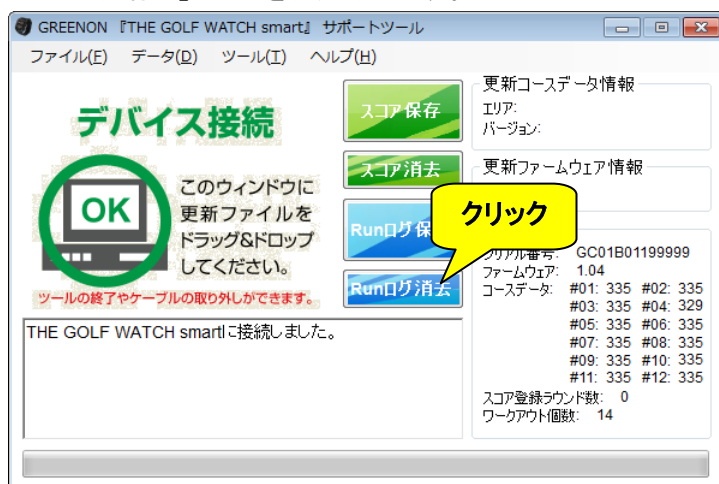 GREENON 『THE GOLF WATCH smart』 サポートツール
ファイル(F) データ(D) ツール(T) ヘルプ(H)
デバイス接続
OK
このウィンドウに
更新ファイルを
ドラッグ&ドロップ
してください。
ツールの終了やケーブルの取り外しができます。
THE GOLF WATCH smartに接続しました。
スコア保存
スコア消去
Runログ保
Runログ消去
クリック
更新コースデータ情報
エリア:
バージョン:
更新ファームウェア情報
シリアル番号: GC01B01199999
ファームウェア: 1.04
コースデータ: #01: 335 #02: 335
#03: 335 #04: 329
#05: 335 #06: 335
#07: 335 #08: 335
#09: 335 #10: 335
#11: 335 #12: 335
スコア登録ラウンド数: 0
ワークアウト個数: 14